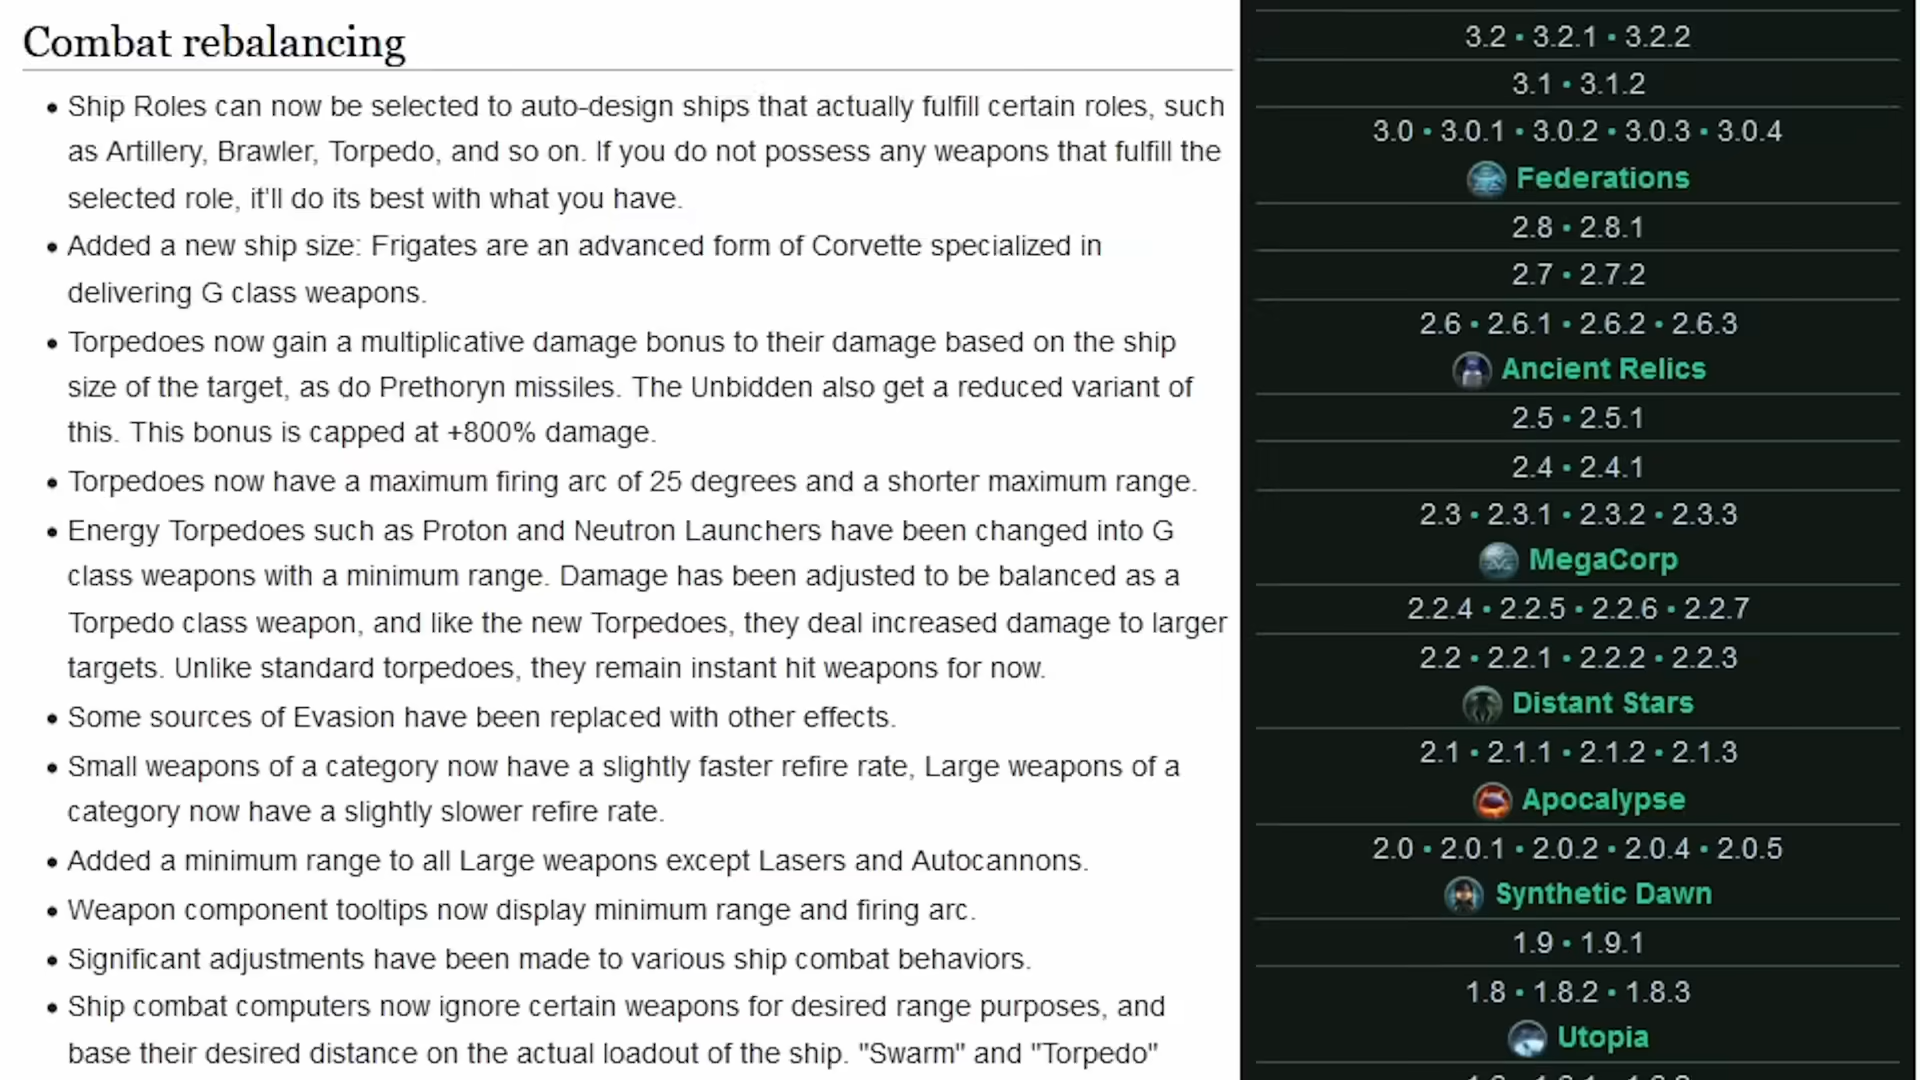 Combat rebalancing
• Ship Roles can now be selected to auto-design ships that actually fulfill certain roles, such
as Artillery, Brawler, Torpedo, and so on. If you do not possess any weapons that fulfill the
selected role, it'll do its best with what you have.
• Added a new ship size: Frigates are an advanced form of Corvette specialized in
delivering G class weapons.
• Torpedoes now gain a multiplicative damage bonus to their damage based on the ship
size of the target, as do Prethoryn missiles. The Unbidden also get a reduced variant of
this. This bonus is capped at +800% damage.
• Torpedoes now have a maximum firing arc of 25 degrees and a shorter maximum range.
• Energy Torpedoes such as Proton and Neutron Launchers have been changed into G
class weapons with a minimum range. Damage has been adjusted to be balanced as a
Torpedo class weapon, and like the new Torpedoes, they deal increased damage to larger
targets. Unlike standard torpedoes, they remain instant hit weapons for now.
• Some sources of Evasion have been replaced with other effects.
• Small weapons of a category now have a slightly faster refire rate, Large weapons of a
category now have a slightly slower refire rate.
• Added a minimum range to all Large weapons except Lasers and Autocannons.
• Weapon component tooltips now display minimum range and firing arc.
• Significant adjustments have been made to various ship combat behaviors.
• Ship combat computers now ignore certain weapons for desired range purposes, and
base their desired distance on the actual loadout of the ship. "Swarm" and "Torpedo"
3.2 • 3.2.1 • 3.2.2
3.1 • 3.1.2
3.0 • 3.0.1 • 3.0.2 • 3.0.3 • 3.0.4
Federations
2.8 • 2.8.1
2.7 • 2.7.2
2.6 • 2.6.1 • 2.6.2 • 2.6.3
Ancient Relics
2.5 • 2.5.1
2.4 • 2.4.1
2.3 • 2.3.1 • 2.3.2 • 2.3.3
MegaCorp
2.2.4 • 2.2.5 • 2.2.6 • 2.2.7
2.2 • 2.2.1 • 2.2.2 • 2.2.3
Distant Stars
2.1 • 2.1.1 • 2.1.2 • 2.1.3
Apocalypse
2.0 • 2.0.1 • 2.0.2 • 2.0.4 • 2.0.5
Synthetic Dawn
1.9 • 1.9.1
1.8 • 1.8.2 • 1.8.3
Utopia